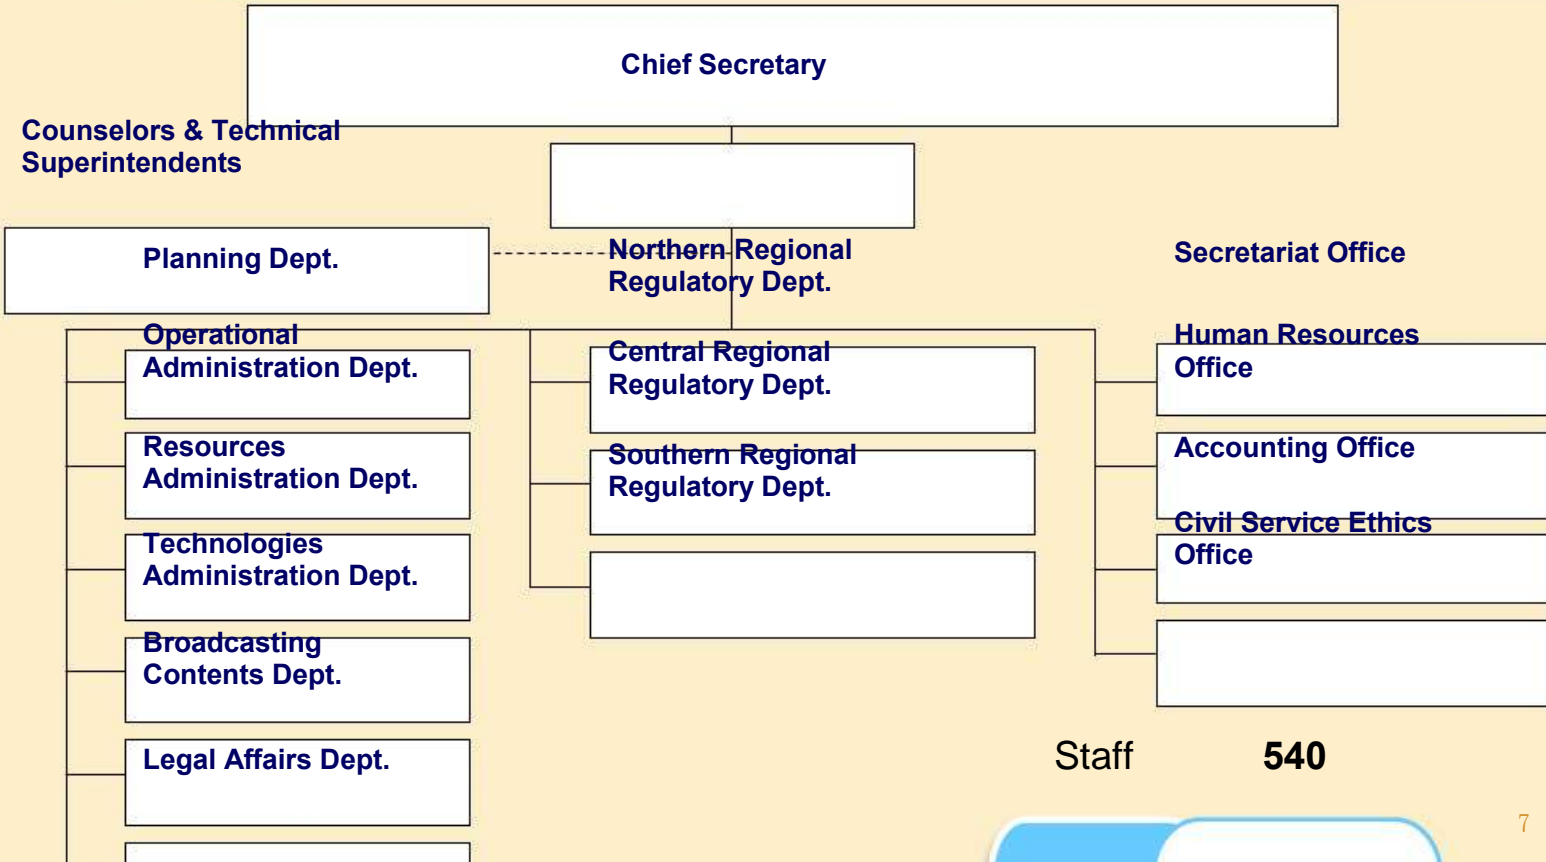 Chief Secretary
Counselors & Technical
Superintendents
Planning Dept.
Northern Regional
Regulatory Dept.
Secretariat Office
Operational
Administration Dept.
Central Regional
Regulatory Dept.
Human Resources
Office
Resources
Administration Dept.
Southern Regional
Regulatory Dept.
Accounting Office
Technologies
Administration Dept.
Civil Service Ethics
Office
Broadcasting
Contents Dept.
Legal Affairs Dept.
Staff 540
7